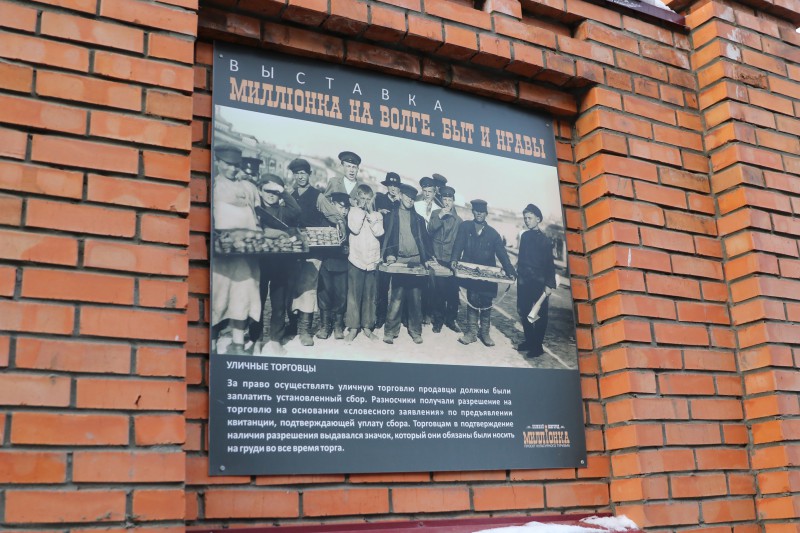 ВЫСТАВКА
МИЛЛIОНКА НА ВОЛГЕ. БЫТ И НРАВЫ
УЛИЧНЫЕ ТОРГОВЦЫ
За право осуществлять уличную торговлю продавцы должны были
заплатить установленный сбор. Разносчики получали разрешение на
торговлю на основании «словесного заявления» по предъявлении
квитанции, подтверждающей уплату сбора. Торговцам в подтверждение
наличия разрешения выдавался значок, который они обязаны были носить
на груди во все время торга.
МИЛЛIОНКА